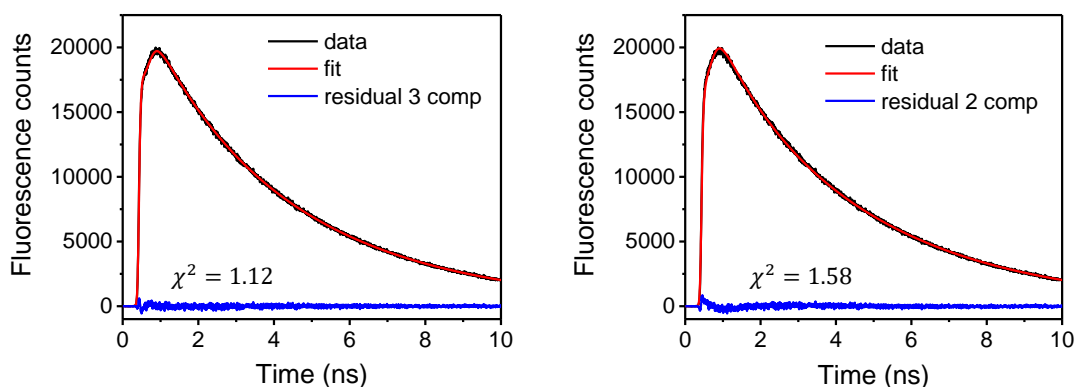 20000
15000
10000
5000
0
Fluorescence counts
data
fit
residual 3 comp
χ² = 1.12
0 2 4 6 8 10
Time (ns)
20000
15000
10000
5000
0
Fluorescence counts
data
fit
residual 2 comp
χ² = 1.58
0 2 4 6 8 10
Time (ns)